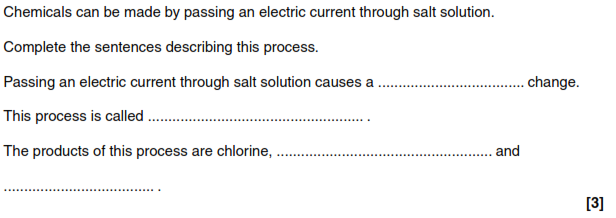 Chemicals can be made by passing an electric current through salt solution.
Complete the sentences describing this process.
Passing an electric current through salt solution causes a .................................... change.
This process is called ..................................................... .
The products of this process are chlorine, ..................................................... and
..................................... .
[3]